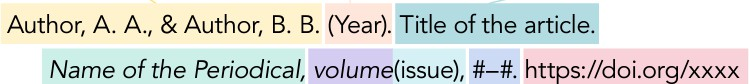 Author, A. A., & Author, B. B. (Year). Title of the article.
Name of the Periodical, volume(issue), #–#. https://doi.org/xxxx